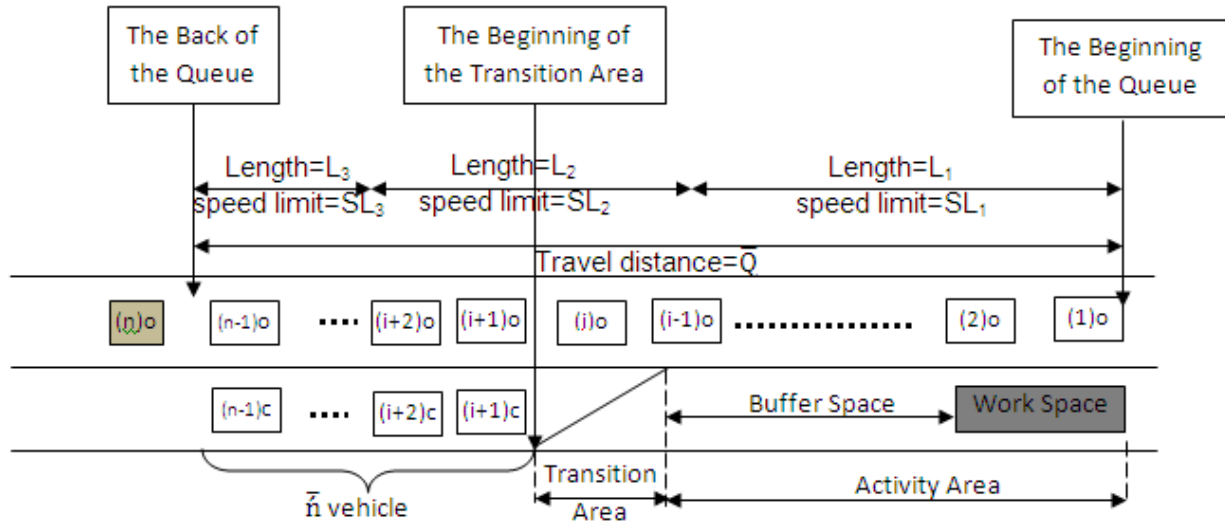 The Back of
the Queue
The Beginning of
the Transition Area
The Beginning
of the Queue
Length=L₃
speed limit=SL₃
Length=L₂
speed limit=SL₂
Length=L₁
speed limit=SL₁
Travel distance=Q̄
(n)o
(n-1)o
....
(i+2)o
(i+1)o
(i)o
(i-1)o
................
(2)o
(1)o
(n-1)c
....
(i+2)c
(i+1)c
Buffer Space
Work Space
n̄ vehicle
Transition
Area
Activity Area